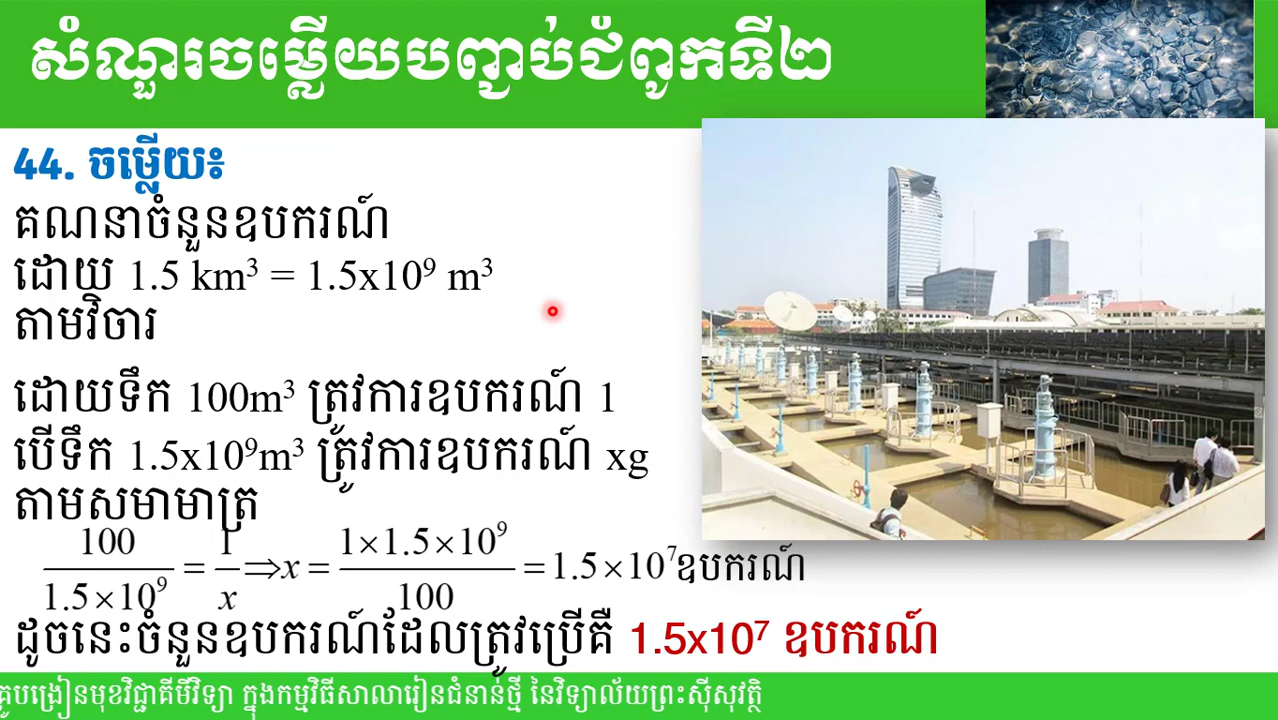 សំណួរចម្លើយបញ្ចប់ជំពូកទី២
44. ចម្លើយ៖
គណនាចំនួនឧបករណ៍
ដោយ 1.5 km³ = 1.5x10⁹ m³
តាមវិចារ
ដោយទឹក 100m³ ត្រូវការឧបករណ៍ 1
បើទឹក 1.5x10⁹m³ ត្រូវការឧបករណ៍ xg
តាមសមាមាត្រ
100/1.5×10⁹ = 1/x ⇒ x = 1×1.5×10⁹/100 = 1.5×10⁷ ឧបករណ៍
ដូចនេះចំនួនឧបករណ៍ដែលត្រូវប្រើគឺ 1.5x10⁷ ឧបករណ៍
គ្រូបង្រៀនមុខវិជ្ជាគីមីវិទ្យា ក្នុងកម្មវិធីសាលារៀនជំនាន់ថ្មី នៃវិទ្យាល័យព្រះស៊ីសុវត្ថិ